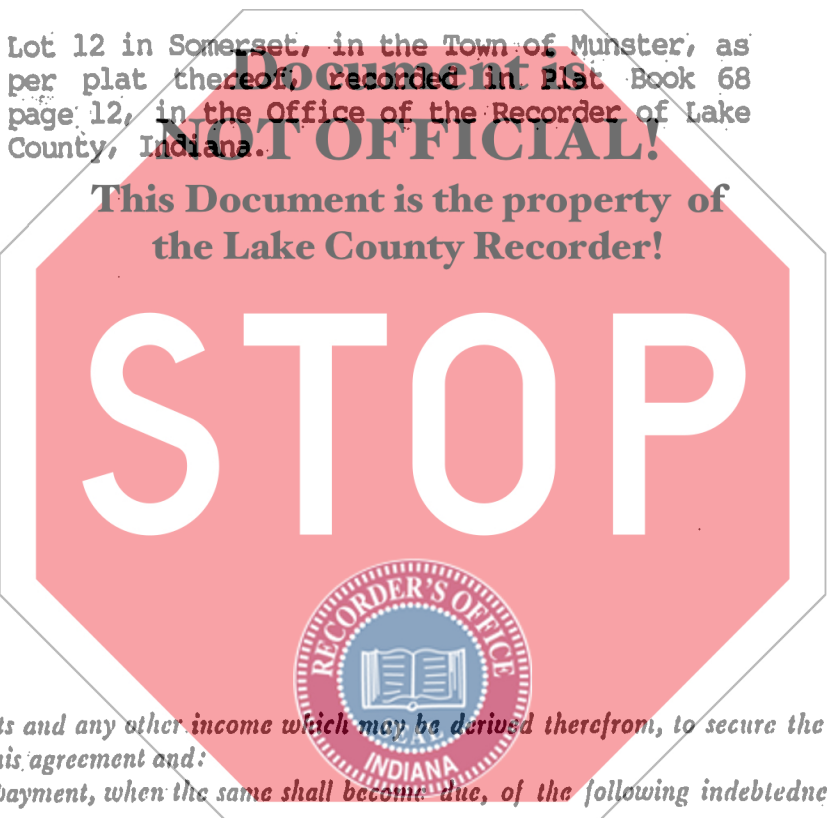 Lot 12 in Somerset, in the Town of Munster, as
per plat thereof, recorded in Plat Book 68
page 12, in the Office of the Recorder of Lake
County, Indiana.
Document is
NOT OFFICIAL!
This Document is the property of
the Lake County Recorder!
STOP
RECORDER'S OFFICE
SEAL
INDIANA
ts and any other income which may be derived therefrom, to secure the
his agreement and:
payment, when the same shall become due, of the following indebtedne